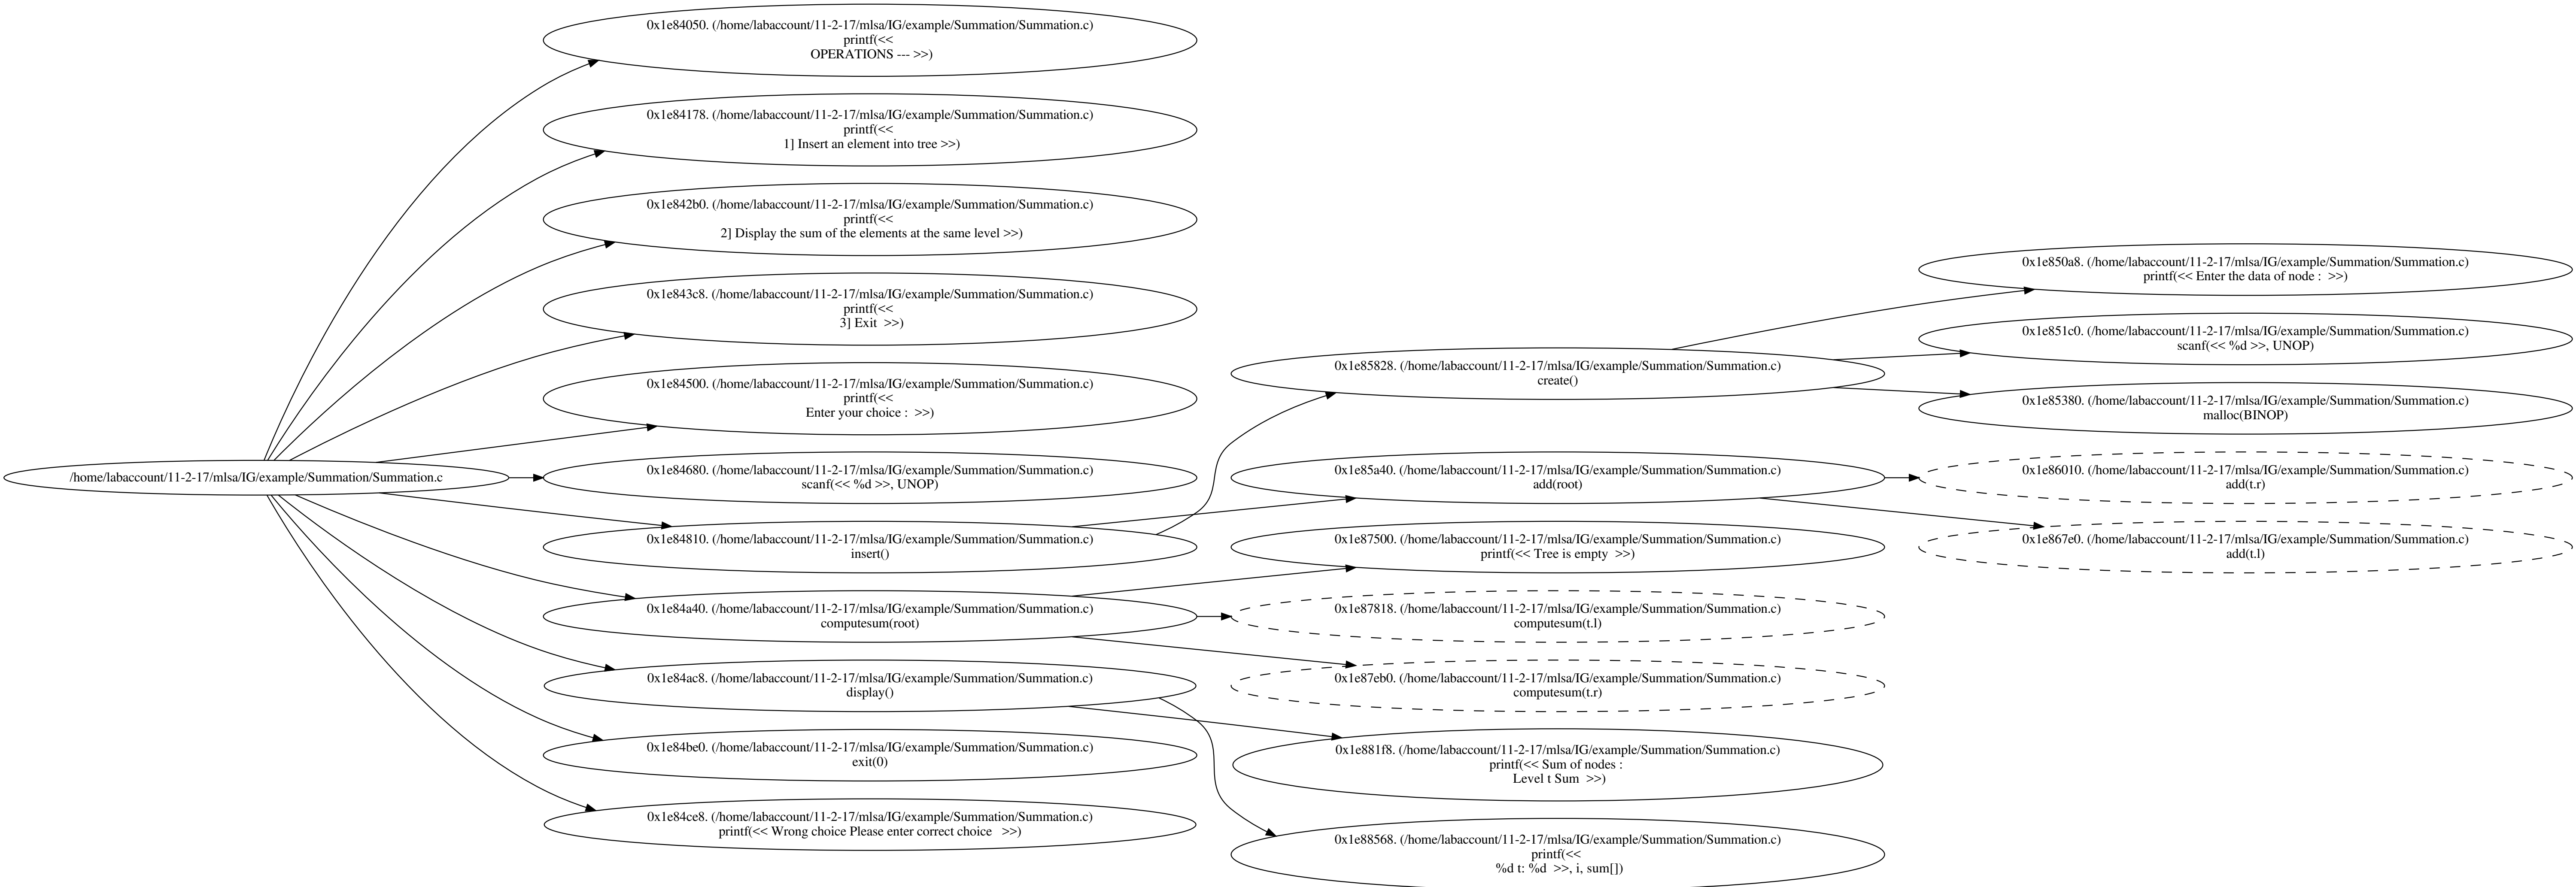 /home/labaccount/11-2-17/mlsa/IG/example/Summation/Summation.c
0x1e84050. (/home/labaccount/11-2-17/mlsa/IG/example/Summation/Summation.c)
printf(<<
OPERATIONS --- >>)
0x1e84178. (/home/labaccount/11-2-17/mlsa/IG/example/Summation/Summation.c)
printf(<<
1] Insert an element into tree >>)
0x1e842b0. (/home/labaccount/11-2-17/mlsa/IG/example/Summation/Summation.c)
printf(<<
2] Display the sum of the elements at the same level >>)
0x1e843c8. (/home/labaccount/11-2-17/mlsa/IG/example/Summation/Summation.c)
printf(<<
3] Exit  >>)
0x1e84500. (/home/labaccount/11-2-17/mlsa/IG/example/Summation/Summation.c)
printf(<<
Enter your choice :  >>)
0x1e84680. (/home/labaccount/11-2-17/mlsa/IG/example/Summation/Summation.c)
scanf(<< %d >>, UNOP)
0x1e84810. (/home/labaccount/11-2-17/mlsa/IG/example/Summation/Summation.c)
insert()
0x1e84a40. (/home/labaccount/11-2-17/mlsa/IG/example/Summation/Summation.c)
computesum(root)
0x1e84ac8. (/home/labaccount/11-2-17/mlsa/IG/example/Summation/Summation.c)
display()
0x1e84be0. (/home/labaccount/11-2-17/mlsa/IG/example/Summation/Summation.c)
exit(0)
0x1e84ce8. (/home/labaccount/11-2-17/mlsa/IG/example/Summation/Summation.c)
printf(<< Wrong choice Please enter correct choice   >>)
0x1e85828. (/home/labaccount/11-2-17/mlsa/IG/example/Summation/Summation.c)
create()
0x1e85a40. (/home/labaccount/11-2-17/mlsa/IG/example/Summation/Summation.c)
add(root)
0x1e87500. (/home/labaccount/11-2-17/mlsa/IG/example/Summation/Summation.c)
printf(<< Tree is empty  >>)
0x1e87818. (/home/labaccount/11-2-17/mlsa/IG/example/Summation/Summation.c)
computesum(t.l)
0x1e87eb0. (/home/labaccount/11-2-17/mlsa/IG/example/Summation/Summation.c)
computesum(t.r)
0x1e881f8. (/home/labaccount/11-2-17/mlsa/IG/example/Summation/Summation.c)
printf(<< Sum of nodes :
Level t Sum  >>)
0x1e88568. (/home/labaccount/11-2-17/mlsa/IG/example/Summation/Summation.c)
printf(<<
%d t: %d  >>, i, sum[])
0x1e850a8. (/home/labaccount/11-2-17/mlsa/IG/example/Summation/Summation.c)
printf(<< Enter the data of node :  >>)
0x1e851c0. (/home/labaccount/11-2-17/mlsa/IG/example/Summation/Summation.c)
scanf(<< %d >>, UNOP)
0x1e85380. (/home/labaccount/11-2-17/mlsa/IG/example/Summation/Summation.c)
malloc(BINOP)
0x1e86010. (/home/labaccount/11-2-17/mlsa/IG/example/Summation/Summation.c)
add(t.r)
0x1e867e0. (/home/labaccount/11-2-17/mlsa/IG/example/Summation/Summation.c)
add(t.l)